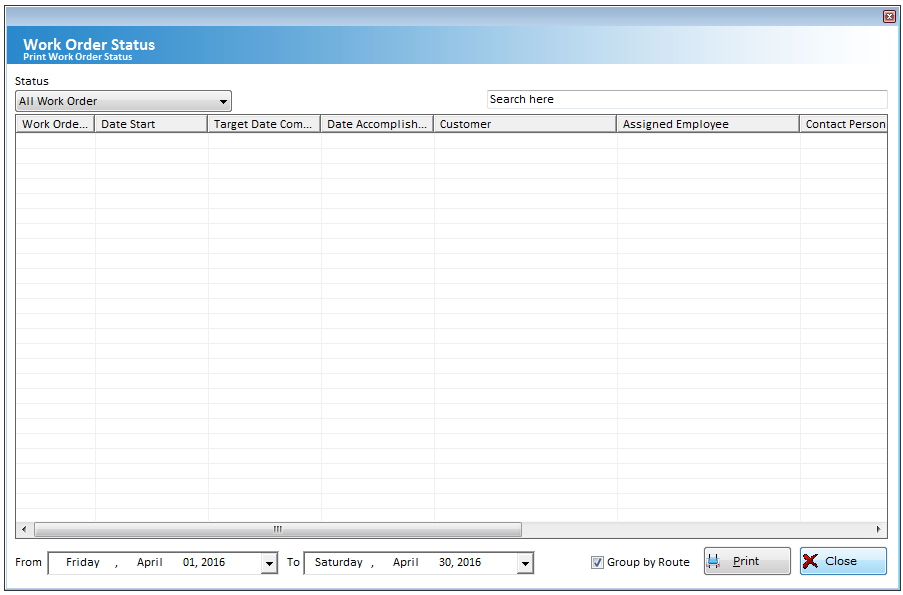 Work Order Status
Print Work Order Status
Status
All Work Order
Search here
Work Orde... Date Start Target Date Com... Date Accomplish... Customer Assigned Employee Contact Person
From Friday , April 01, 2016 To Saturday , April 30, 2016 Group by Route Print Close